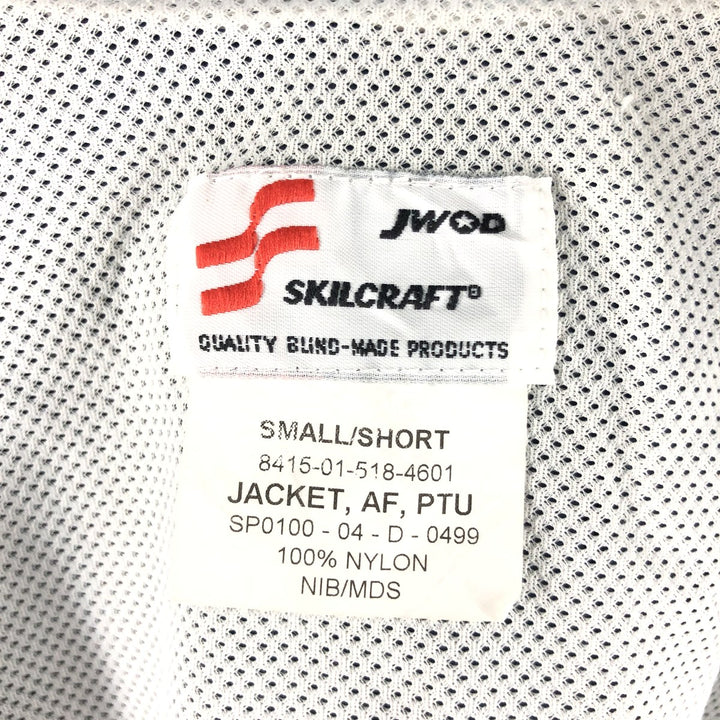 JWOD
SKILCRAFT®
QUALITY BLIND-MADE PRODUCTS
SMALL/SHORT
8415-01-518-4601
JACKET, AF, PTU
SP0100 - 04 - D - 0499
100% NYLON
NIB/MDS